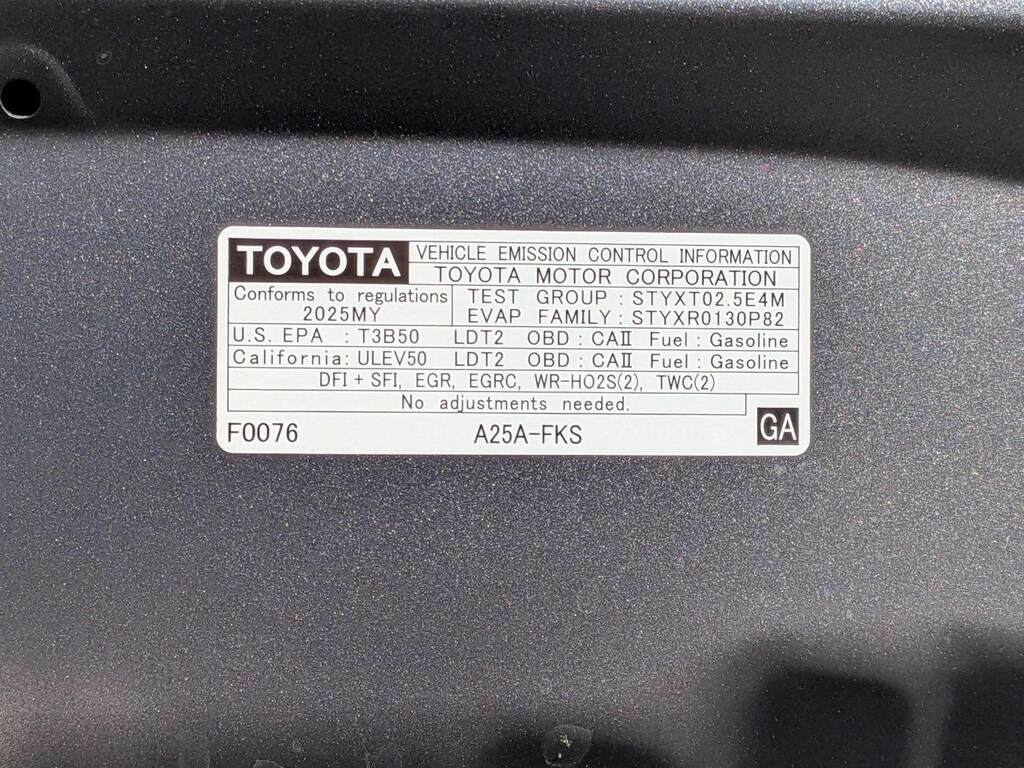 TOYOTA VEHICLE EMISSION CONTROL INFORMATION
TOYOTA MOTOR CORPORATION
Conforms to regulations
2025MY
TEST GROUP : STYXT02.5E4M
EVAP FAMILY : STYXR0130P82
U.S. EPA : T3B50 LDT2 OBD : CAII Fuel : Gasoline
California: ULEV50 LDT2 OBD : CAII Fuel : Gasoline
DFI + SFI, EGR, EGRC, WR-HO2S(2), TWC(2)
No adjustments needed.
F0076 A25A-FKS GA